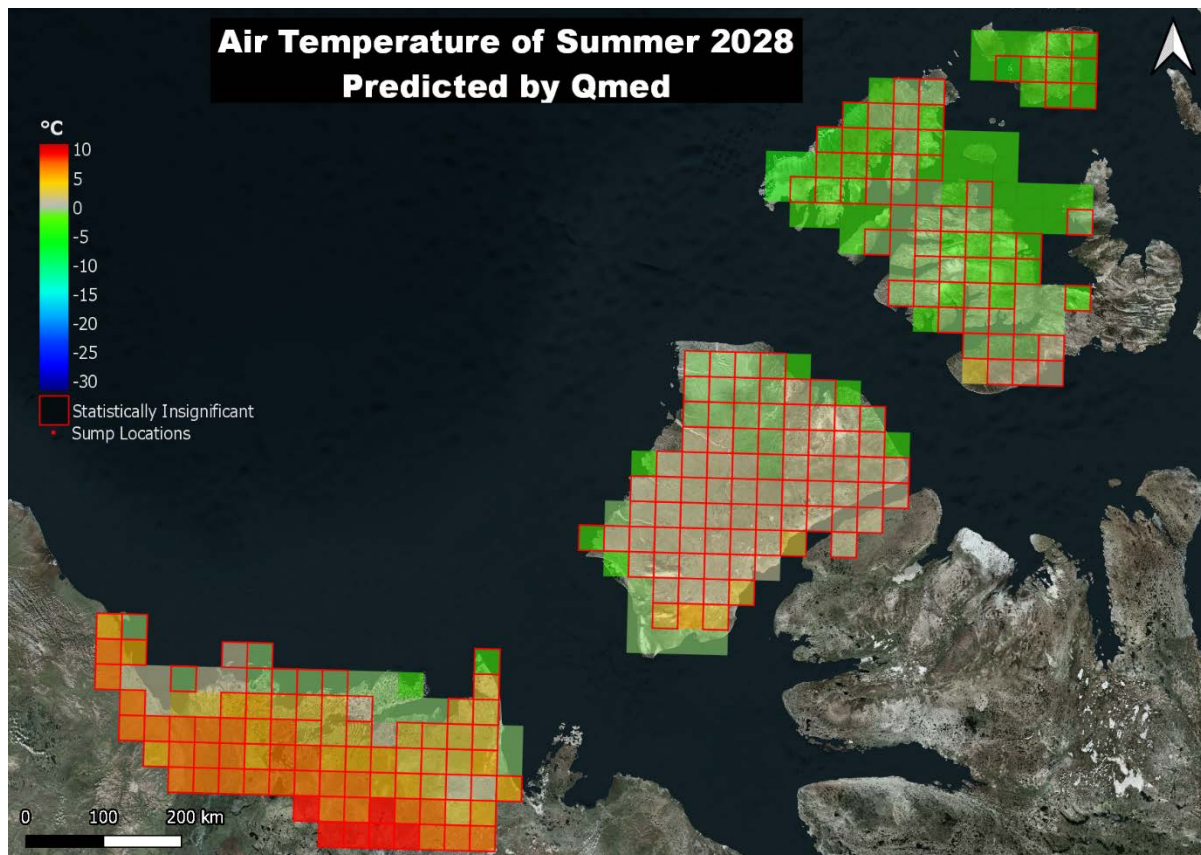 Air Temperature of Summer 2028
Predicted by Qmed
°C
10
5
0
-5
-10
-15
-20
-25
-30
Statistically Insignificant
Sump Locations
0 100 200 km